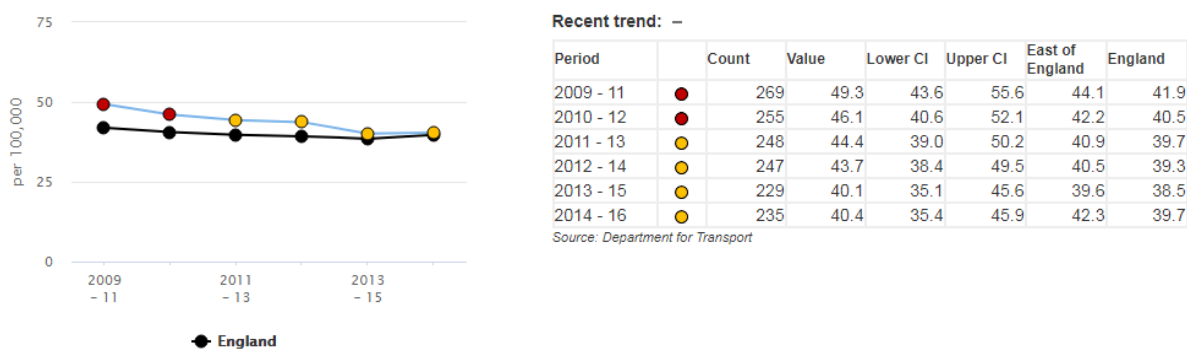 75
50
25
0
per 100,000
2009
– 11
2011
– 13
2013
– 15
England
Recent trend: –
Period Count Value Lower CI Upper CI East of England England
2009 - 11 269 49.3 43.6 55.6 44.1 41.9
2010 - 12 255 46.1 40.6 52.1 42.2 40.5
2011 - 13 248 44.4 39.0 50.2 40.9 39.7
2012 - 14 247 43.7 38.4 49.5 40.5 39.3
2013 - 15 229 40.1 35.1 45.6 39.6 38.5
2014 - 16 235 40.4 35.4 45.9 42.3 39.7
Source: Department for Transport